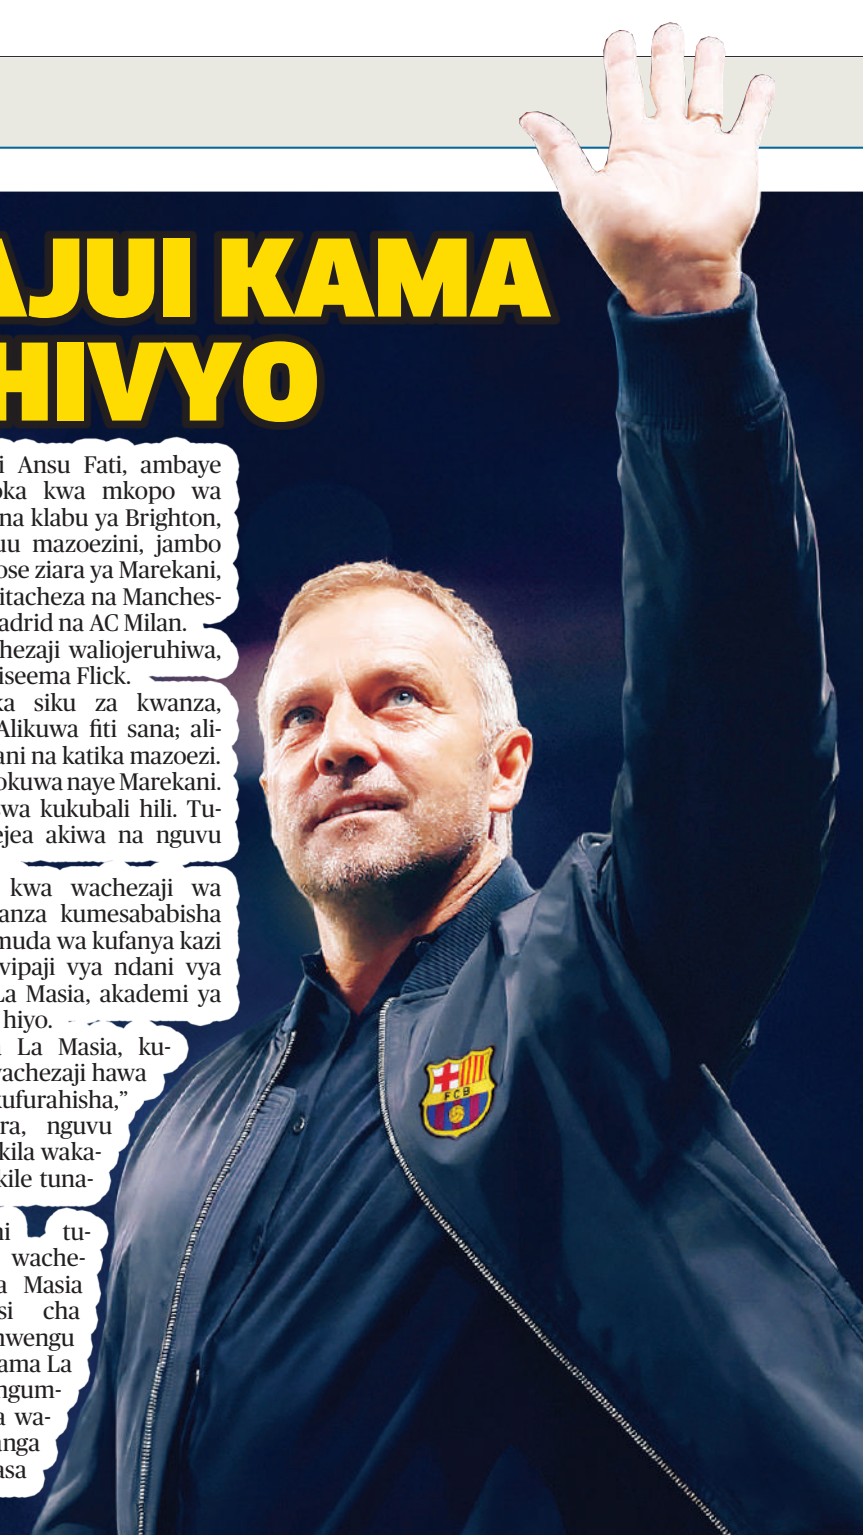 AJUI KAMA
HIVYO
i Ansu Fati, ambaye
oka kwa mkopo wa
na klabu ya Brighton,
uu mazoezini, jambo
ose ziara ya Marekani,
itacheza na Manches-
adrid na AC Milan.
hezaji waliojeruhiwa,
iseema Flick.
ka siku za kwanza,
Alikuwa fiti sana; ali-
ani na katika mazoezi.
okuwa naye Marekani.
wa kukubali hili. Tu-
ejea akiwa na nguvu
kwa wachezaji wa
anza kumesababisha
muda wa kufanya kazi
vipaji vya ndani vya
La Masia, akademi ya
hiyo.
La Masia, ku-
wachezaji hawa
kufurahisha,”
ra, nguvu
kila waka-
kile tuna-
ni tu-
wache-
a Masia
si cha
mwengu
ama La
ngum-
a wa-
anga
asa
FCB